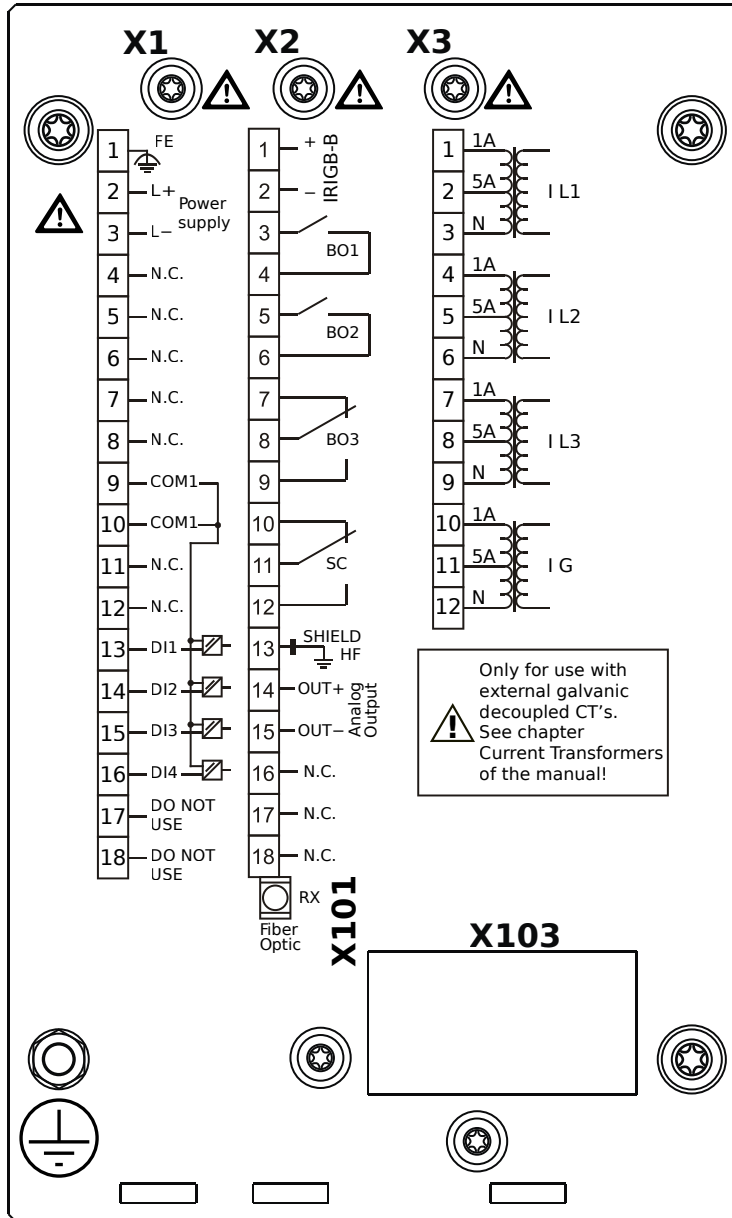 X1
X2
X3
1 FE
2 L+
Power
supply
3 L−
4 N.C.
5 N.C.
6 N.C.
7 N.C.
8 N.C.
9 COM1
10 COM1
11 N.C.
12 N.C.
13 DI1
14 DI2
15 DI3
16 DI4
17 DO NOT
USE
18 DO NOT
USE
1 +
2 −
IRIGB-B
3
BO1
4
5
BO2
6
7
8 BO3
9
10
11 SC
12
13 SHIELD
HF
14 OUT+
15 OUT−
Analog
Output
16 N.C.
17 N.C.
18 N.C.
RX
Fiber
Optic
X101
1 1A
2 5A I L1
3 N
4 1A
5 5A I L2
6 N
7 1A
8 5A I L3
9 N
10 1A
11 5A I G
12 N
Only for use with
external galvanic
decoupled CT's.
See chapter
Current Transformers
of the manual!
X103